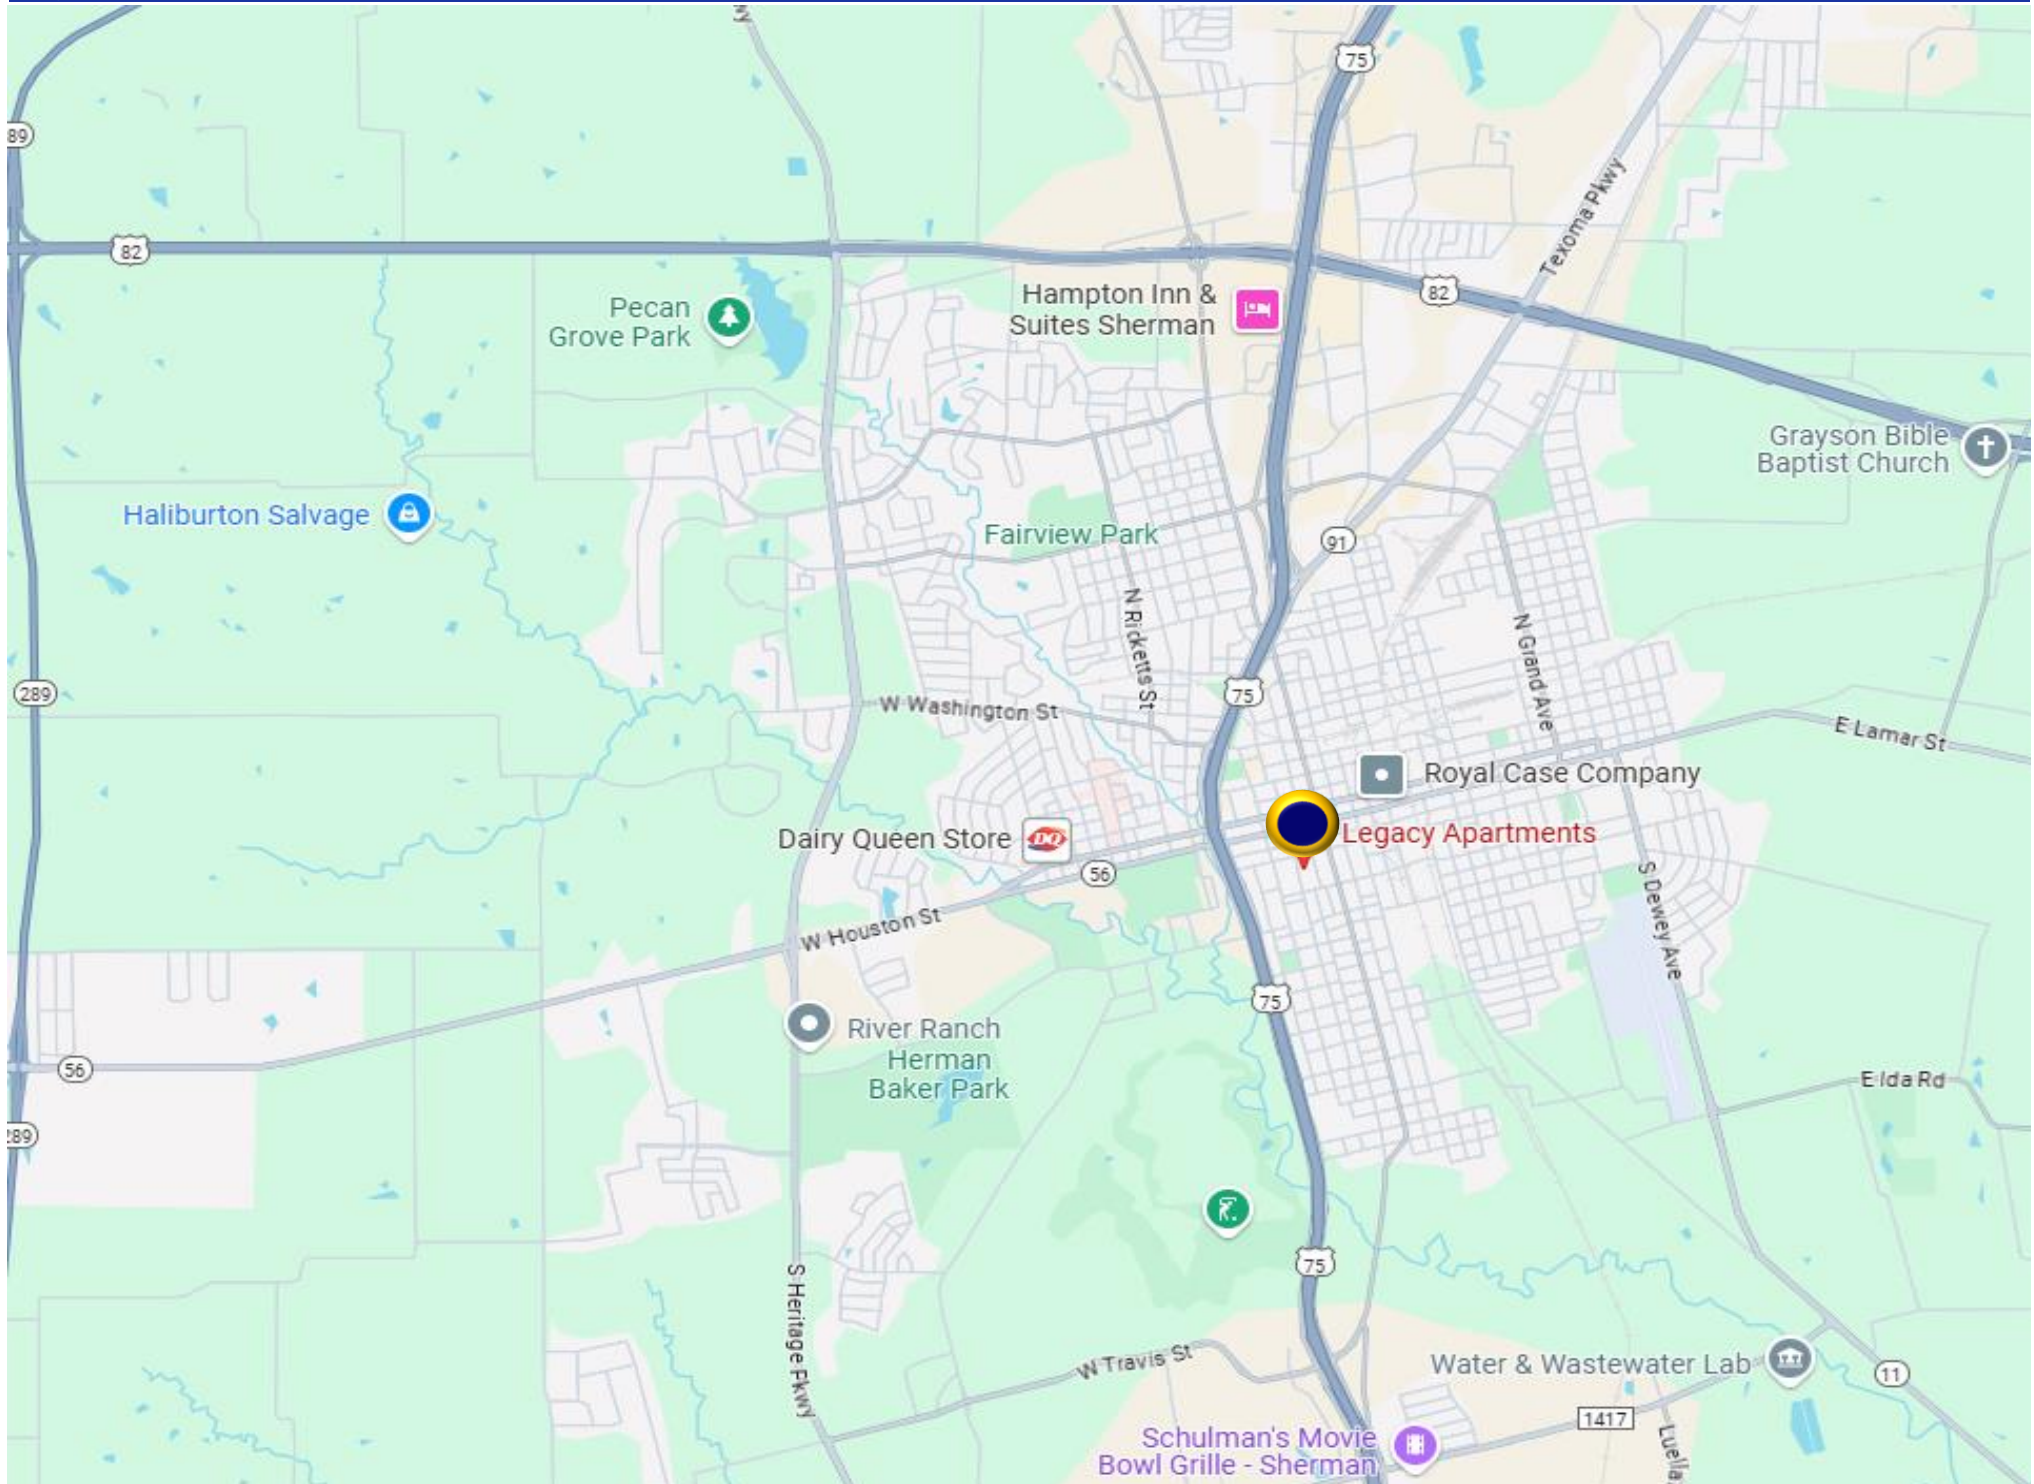 75
89
Texoma Pkwy
82
82
Pecan
Grove Park
Hampton Inn &
Suites Sherman
Grayson Bible
Baptist Church
Haliburton Salvage
Fairview Park
91
N Ricketts St
N Grand Ave
289
75
W Washington St
E Lamar St
Royal Case Company
Dairy Queen Store
DQ
Legacy Apartments
56
S Dewey Ave
W Houston St
75
River Ranch
Herman
Baker Park
56
E Ida Rd
289
75
S Heritage Pkwy
W Travis St
Water & Wastewater Lab
11
1417
Schulman's Movie
Bowl Grille - Sherman
Luella